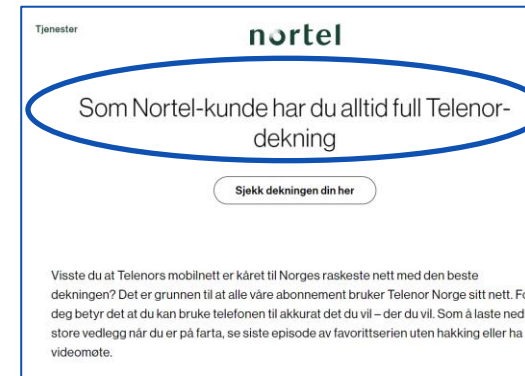 Tjenester
nortel
Som Nortel-kunde har du alltid full Telenor-
dekning
Sjekk dekningen din her
Visste du at Telenors mobilnett er kåret til Norges raskeste nett med den beste
dekningen? Det er grunnen til at alle våre abonnement bruker Telenor Norge sitt nett. Fo
deg betyr det at du kan bruke telefonen til akkurat det du vil – der du vil. Som å laste ned
store vedlegg når du er på farta, se siste episode av favorittserien uten hakking eller ha
videomøte.